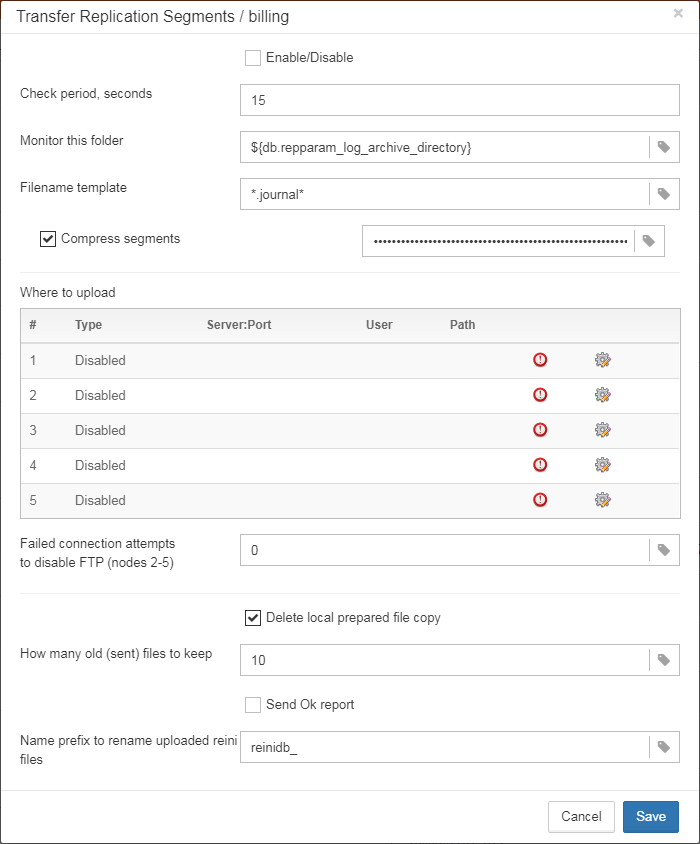 Transfer Replication Segments / billing
×
Enable/Disable
Check period, seconds
15
Monitor this folder
${db.repparam_log_archive_directory}
Filename template
*.journal*
Compress segments
Where to upload
# Type Server:Port User Path
1 Disabled
2 Disabled
3 Disabled
4 Disabled
5 Disabled
Failed connection attempts
to disable FTP (nodes 2-5)
0
Delete local prepared file copy
How many old (sent) files to keep
10
Send Ok report
Name prefix to rename uploaded reini
files
reinidb_
Cancel Save